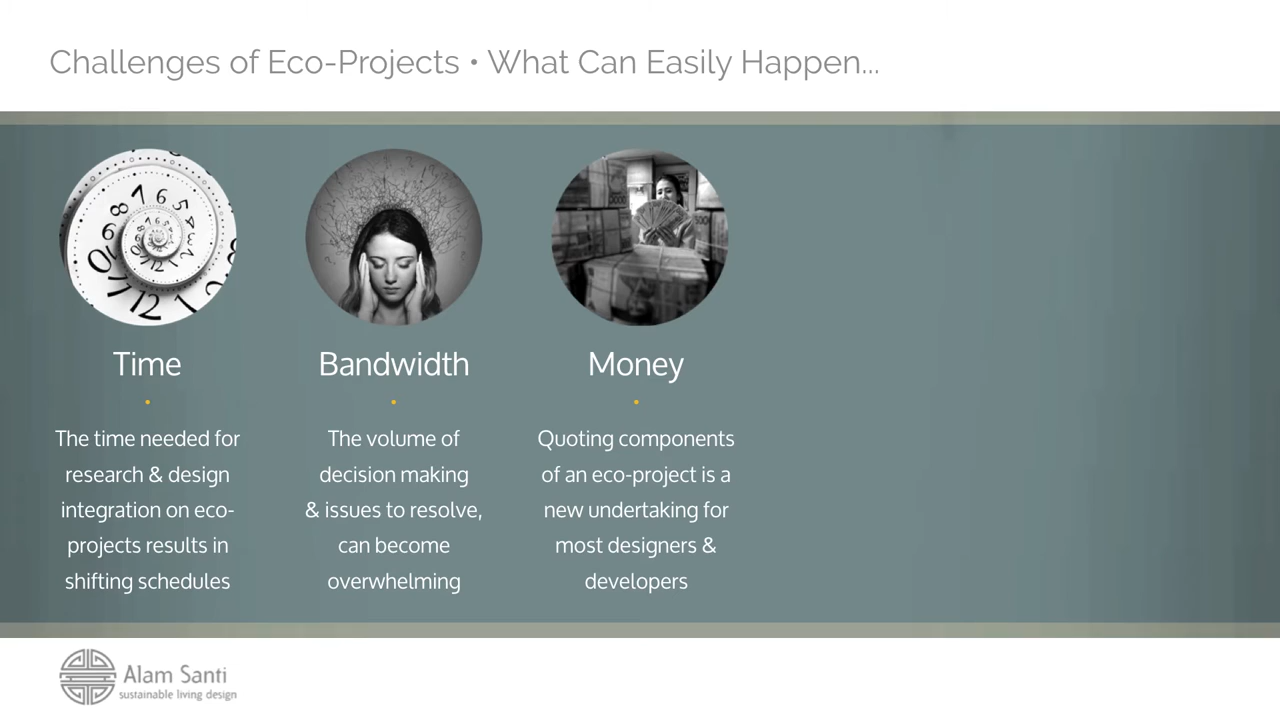 Challenges of Eco-Projects • What Can Easily Happen...
Time
The time needed for
research & design
integration on eco-
projects results in
shifting schedules
Bandwidth
The volume of
decision making
& issues to resolve,
can become
overwhelming
Money
Quoting components
of an eco-project is a
new undertaking for
most designers &
developers
Alam Santi
sustainable living design